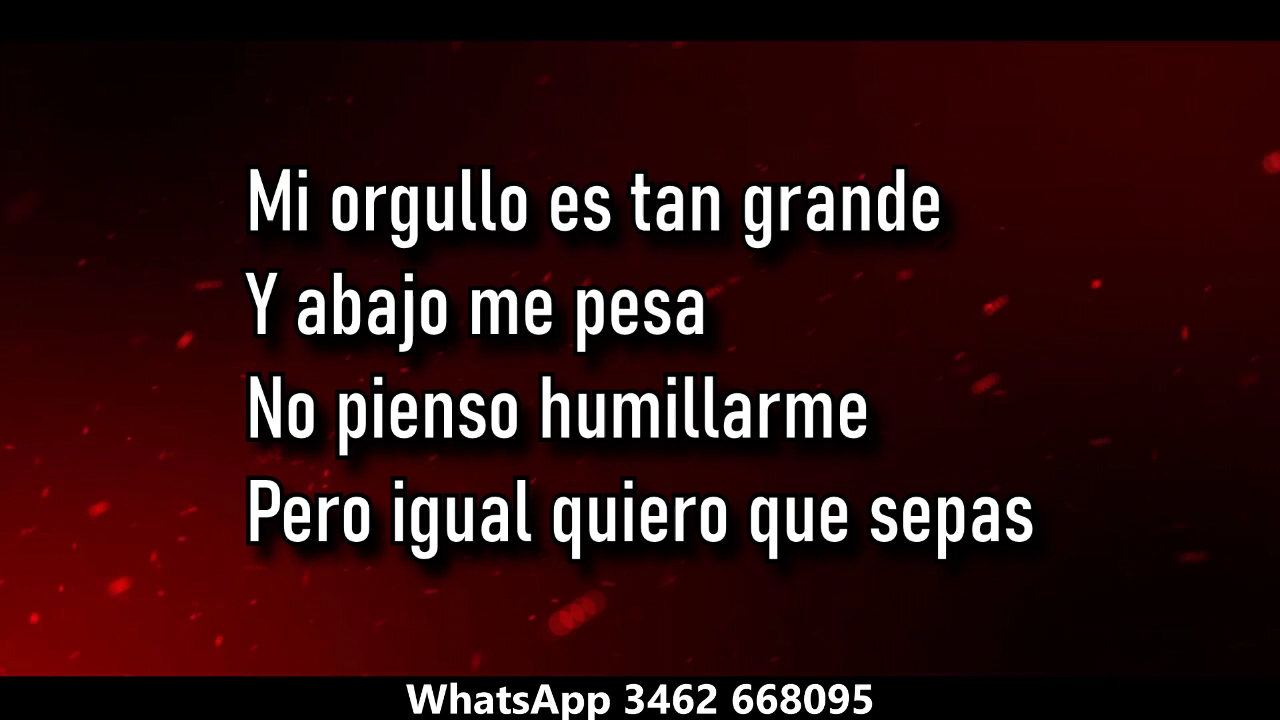 Mi orgullo es tan grande
Y abajo me pesa
No pienso humillarme
Pero igual quiero que sepas
WhatsApp 3462 668095